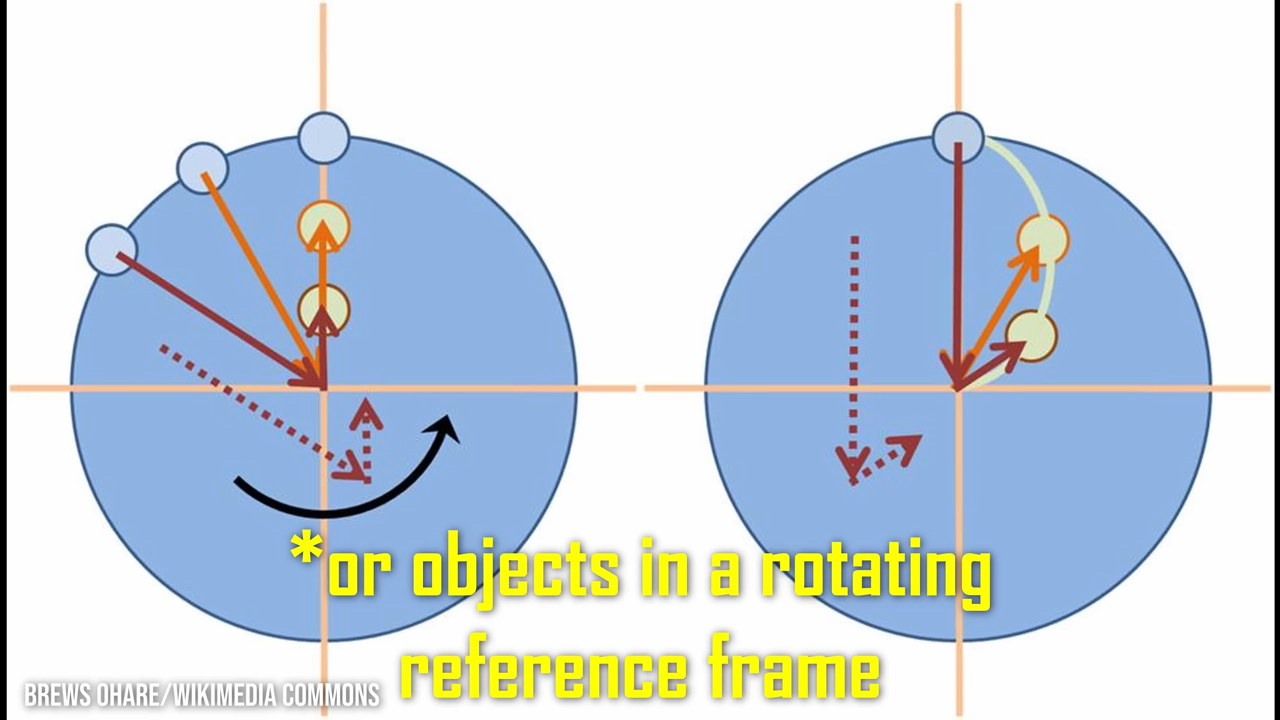 *or objects in a rotating
reference frame
BREWS OHARE/WIKIMEDIA COMMONS